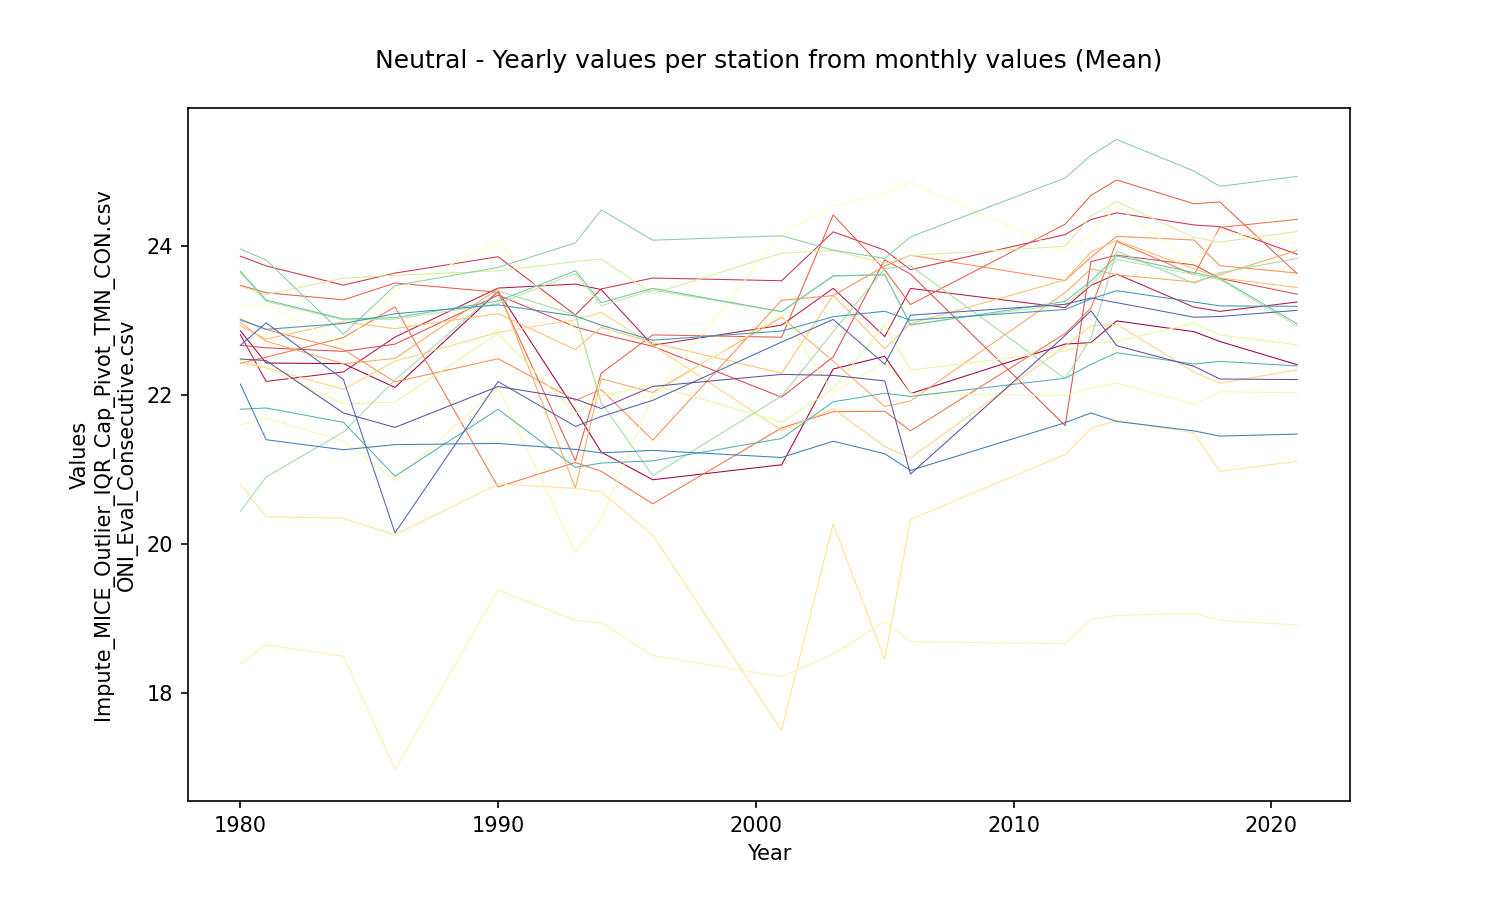 Neutral - Yearly values per station from monthly values (Mean)
Values
Impute_MICE_Outlier_IQR_Cap_Pivot_TMN_CON.csv
ONI_Eval_Consecutive.csv
24
22
20
18
1980
1990
2000
2010
2020
Year